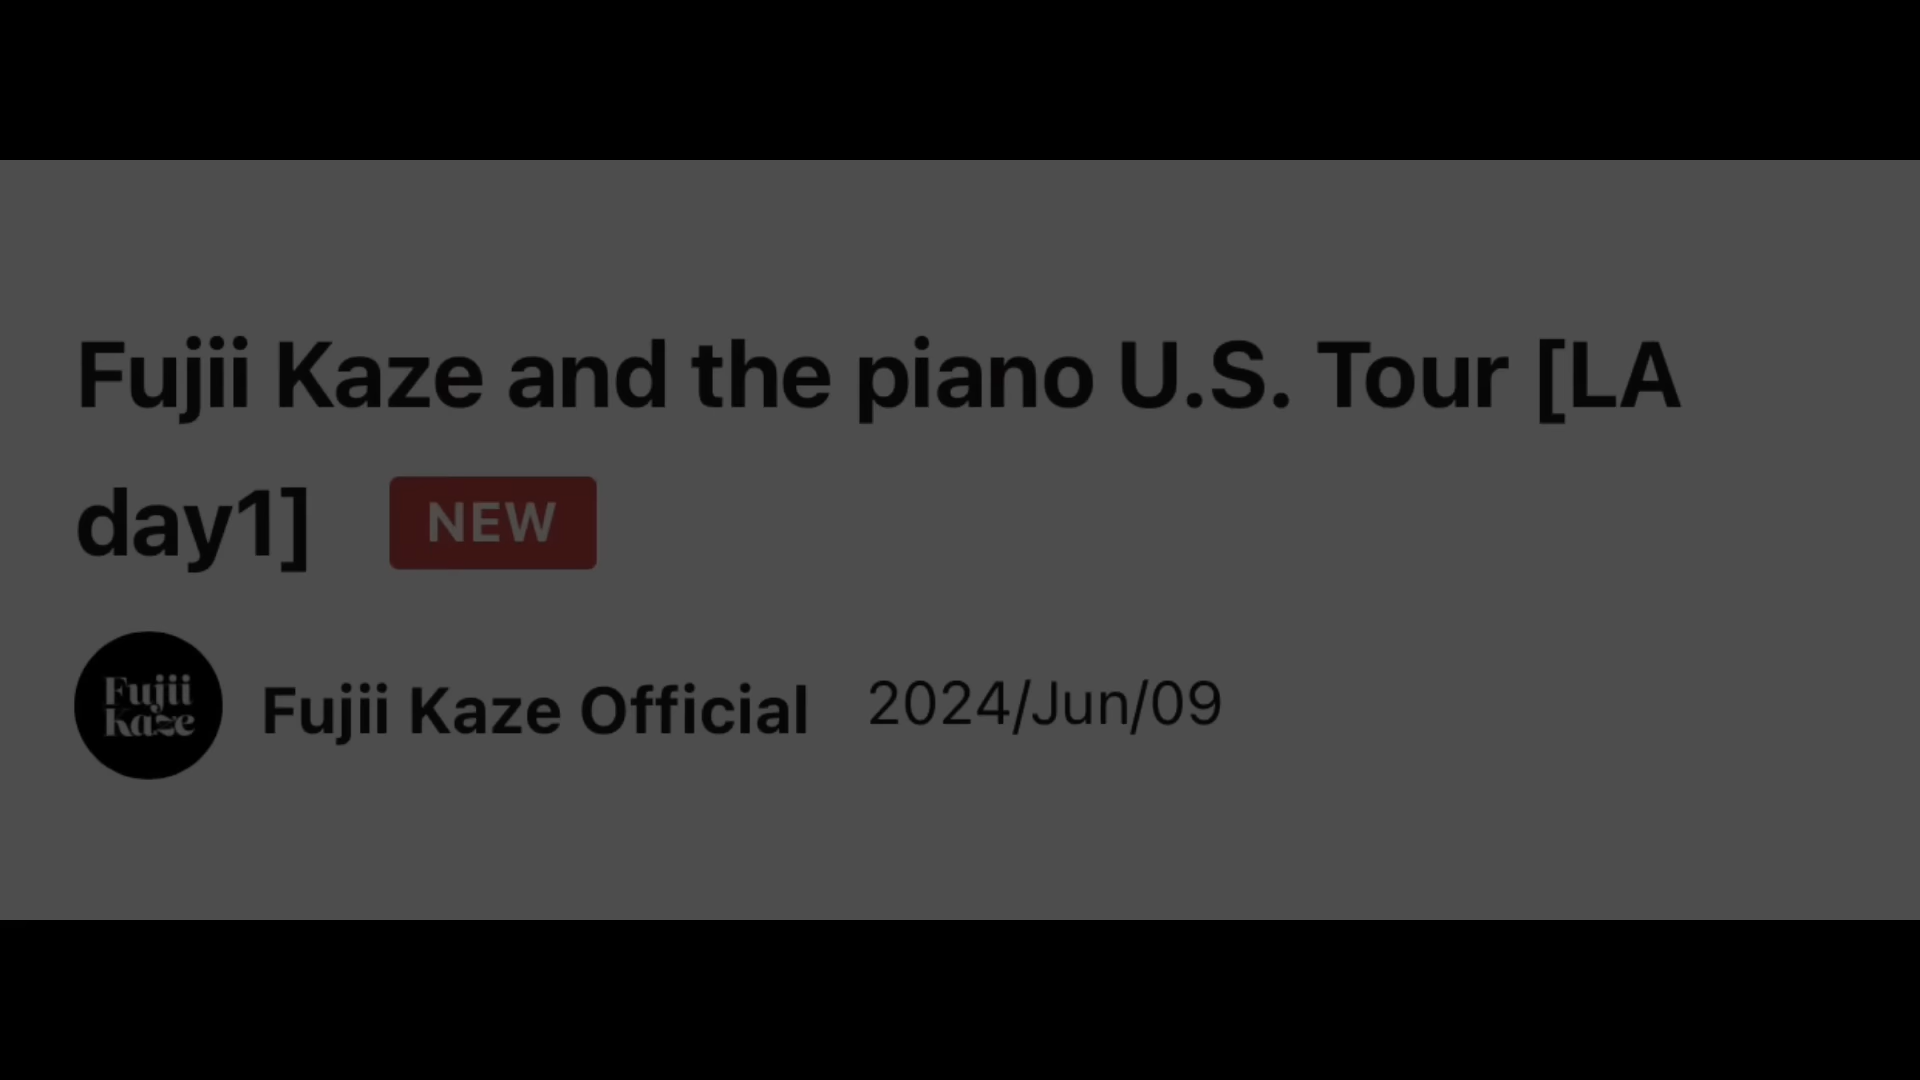 Fujii Kaze and the piano U.S. Tour [LA
day1] NEW
Fujii
Kaze
Fujii Kaze Official 2024/Jun/09